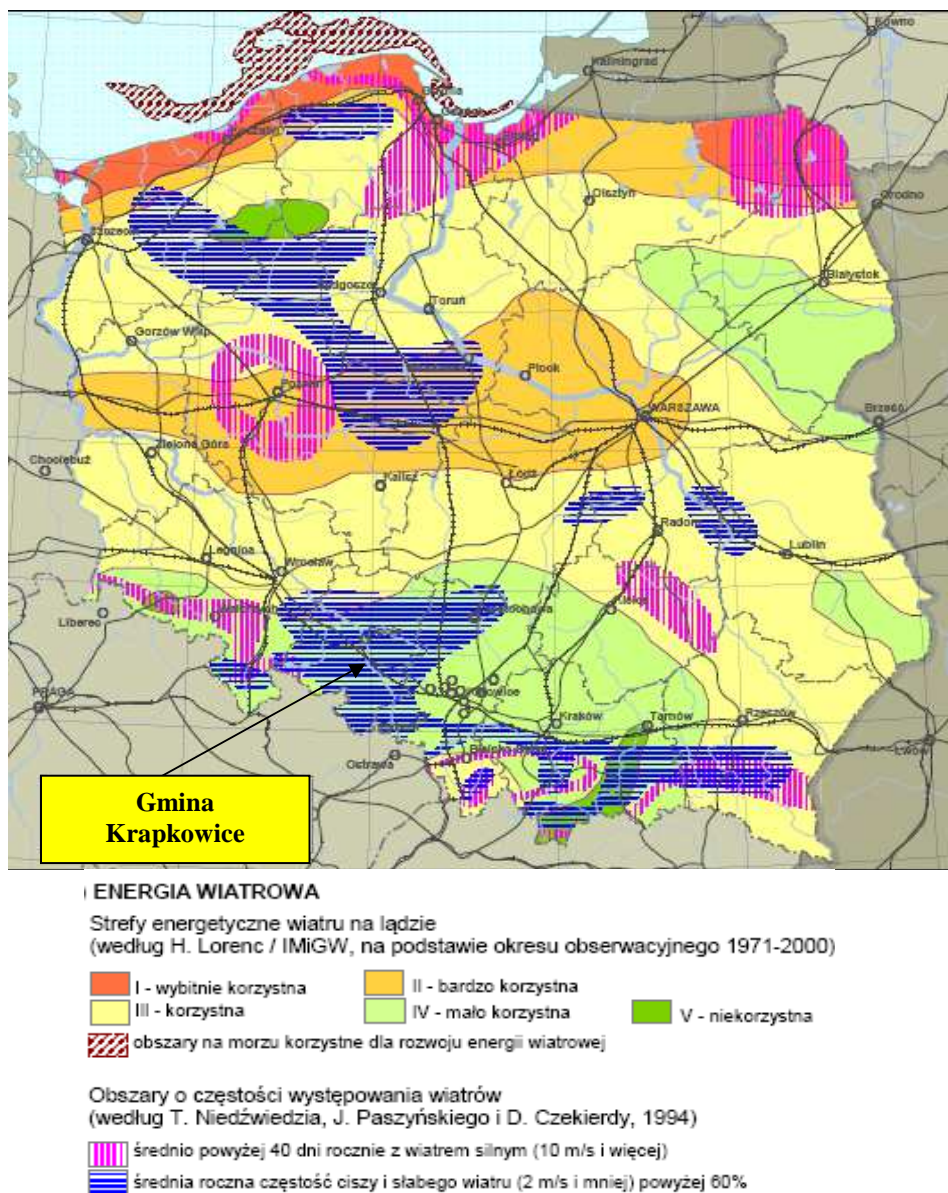 Kowno
Kaliningrad
Gdynia
Olsztyn
Grodno
Szczecin
Białystok
Bydgoszcz
Toruń
Gorzów Wlkp.
Płock
Poznań
WARSZAWA
Brześć
Zielona Góra
Chociebuż
Kalisz
Łódź
Radom
Lublin
Legnica
Wrocław
Kielce
Liberec
PRAGA
Kraków
Tarnów
Rzeszów
Lwów
Ostrawa
Gmina
Krapkowice
) ENERGIA WIATROWA
Strefy energetyczne wiatru na lądzie
(według H. Lorenc / IMiGW, na podstawie okresu obserwacyjnego 1971-2000)
I - wybitnie korzystna II - bardzo korzystna
III - korzystna IV - mało korzystna V - niekorzystna
obszary na morzu korzystne dla rozwoju energii wiatrowej
Obszary o częstości występowania wiatrów
(według T. Niedźwiedzia, J. Paszyńskiego i D. Czekierdy, 1994)
średnio powyżej 40 dni rocznie z wiatrem silnym (10 m/s i więcej)
średnia roczna częstość ciszy i słabego wiatru (2 m/s i mniej) powyżej 60%